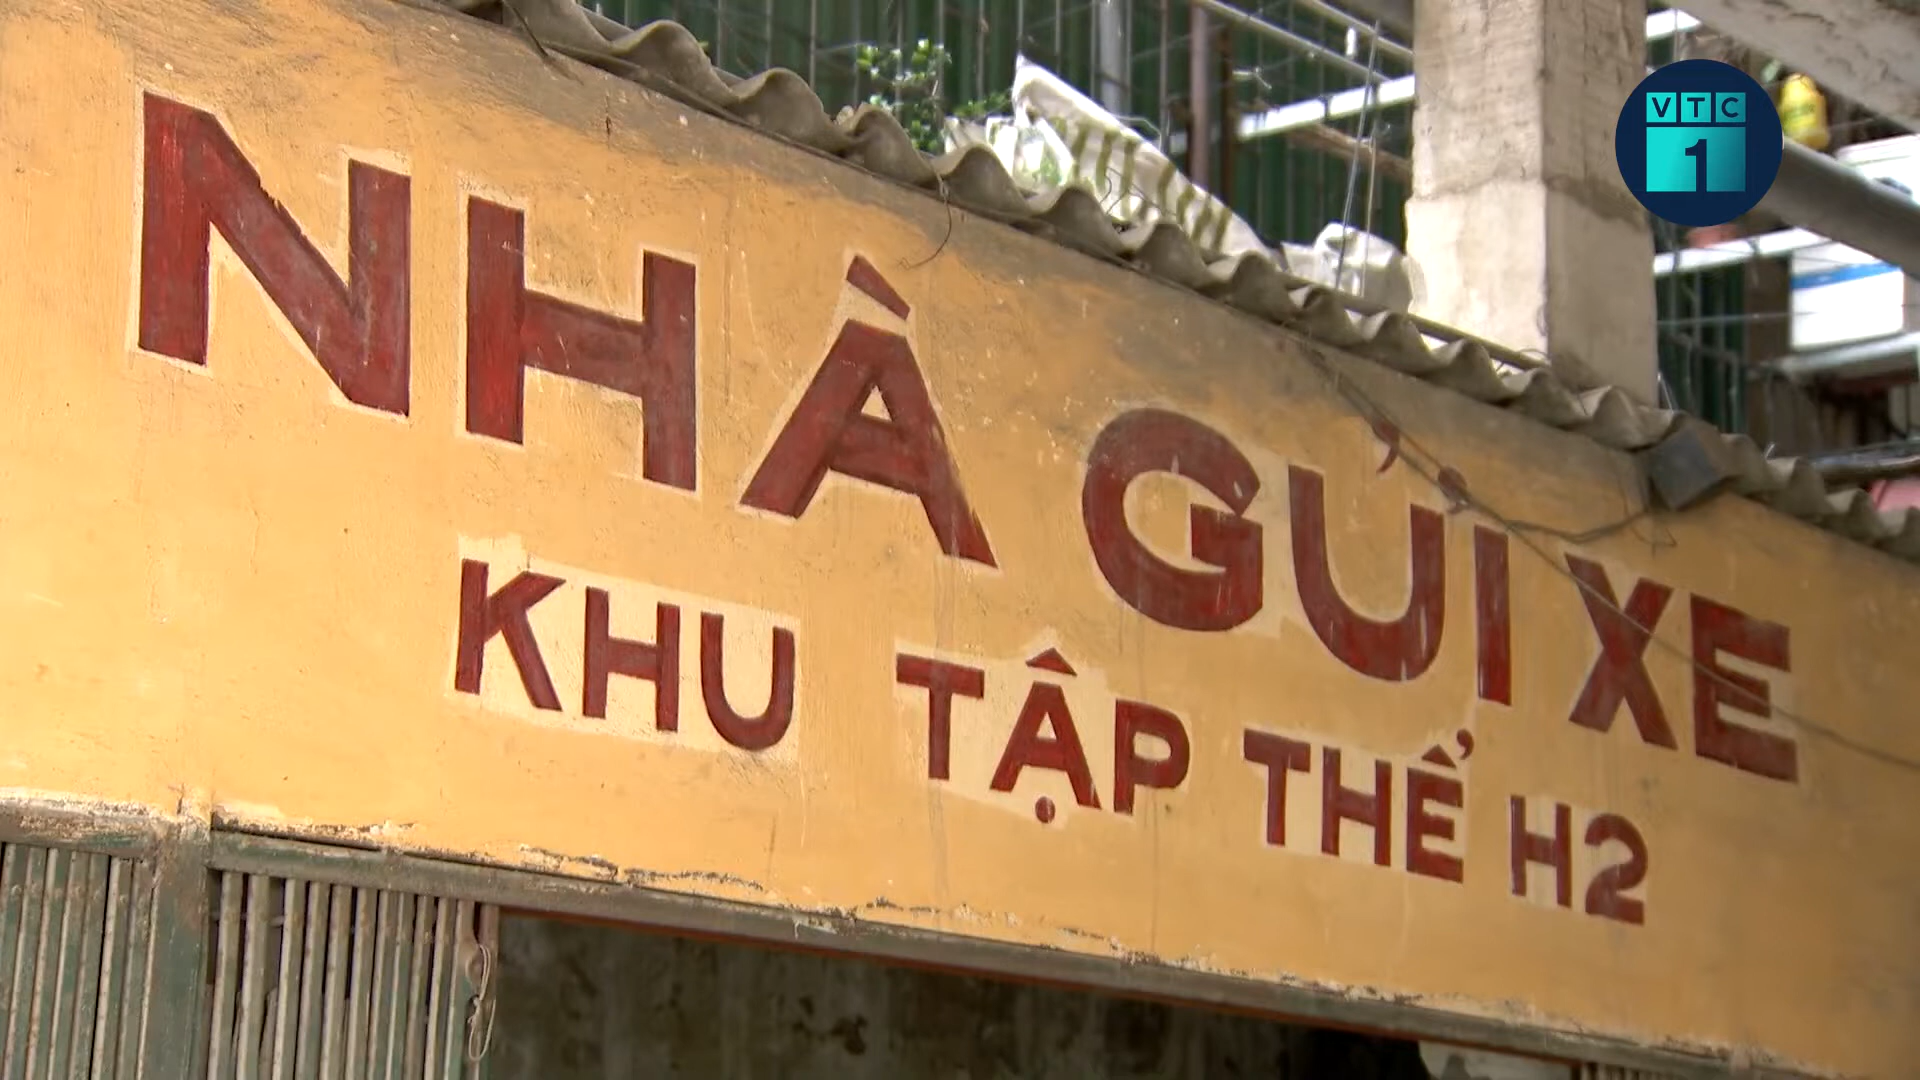 VTC
1
NHÀ GỬI XE
KHU TẬP THỂ H2